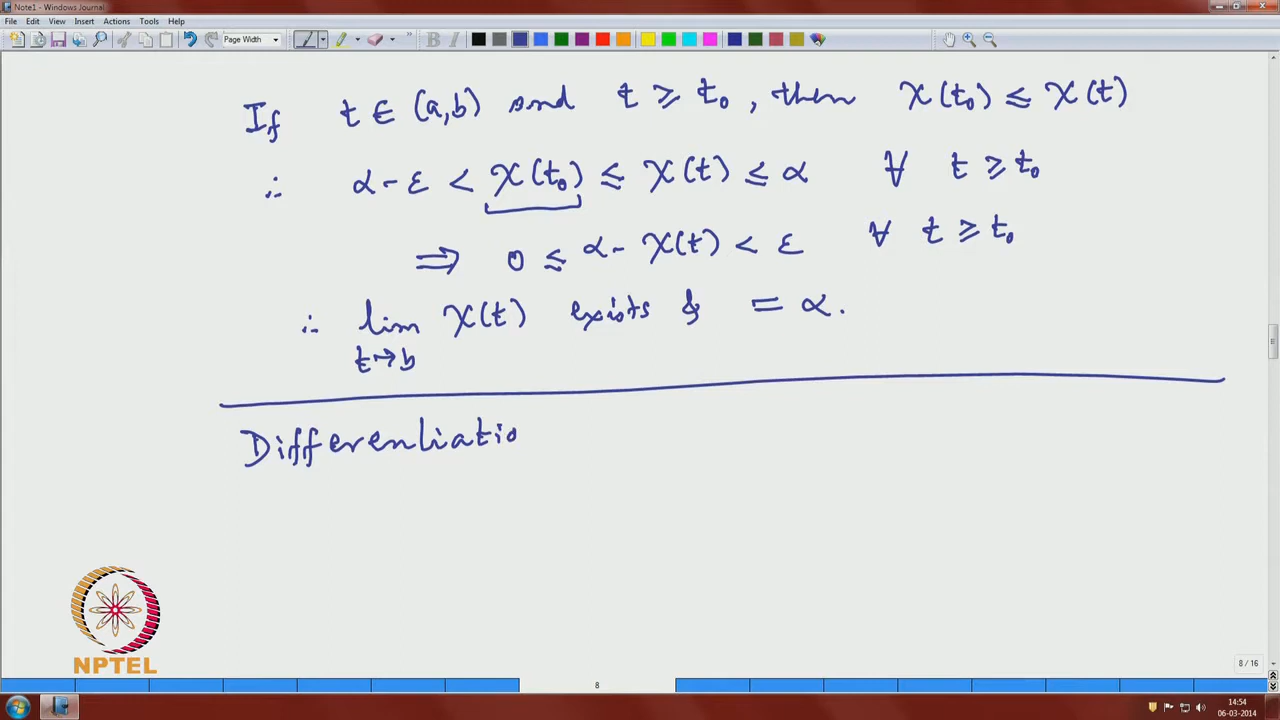 Note1 - Windows Journal
File Edit View Insert Actions Tools Help
Page Width
If t ∈ (a,b) and t ≥ t₀, then χ(t₀) ≤ χ(t)
∴ α - ε < χ(t₀) ≤ χ(t) ≤ α ∀ t ≥ t₀
⇒ 0 ≤ α - χ(t) < ε ∀ t ≥ t₀
∴ lim χ(t) exists & = α.
t→b
Differentiatio
NPTEL
8 / 16
8
14:54
06-03-2014